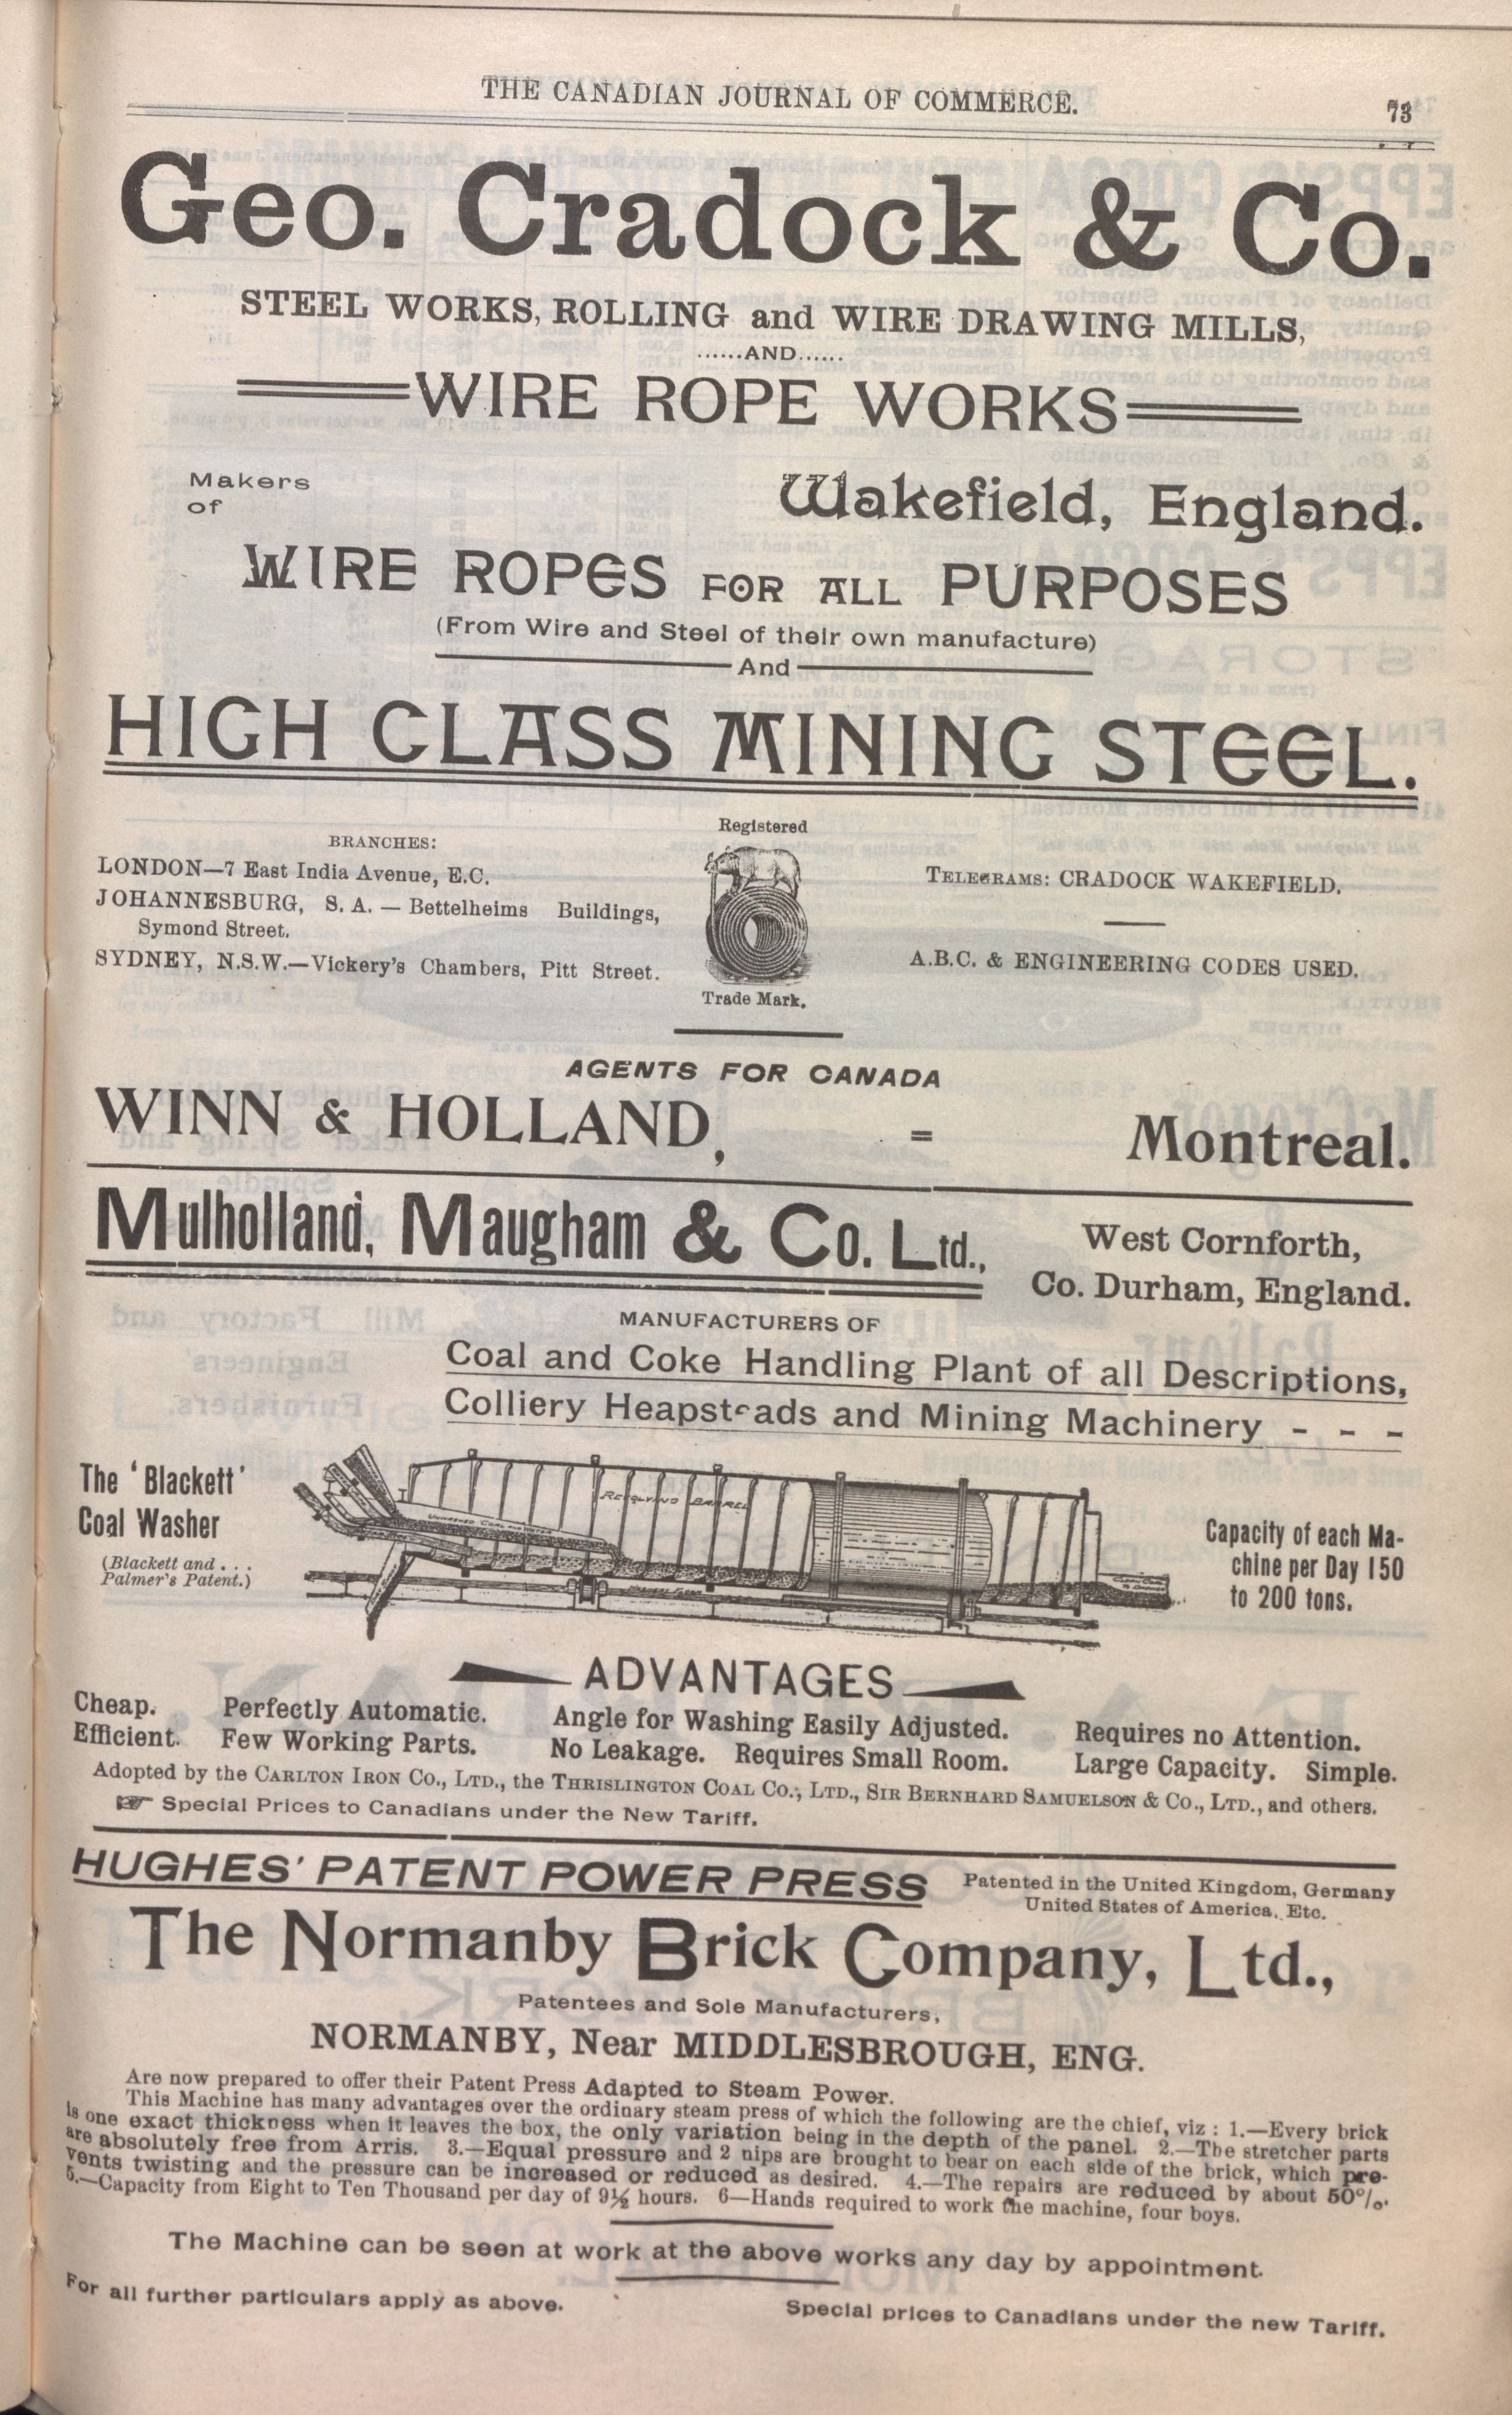 THE CANADIAN JOURNAL OF COMMERCE.
73
Geo. Cradock & Co.
STEEL WORKS, ROLLING and WIRE DRAWING MILLS,
......AND......
WIRE ROPE WORKS
Makers
of
Wakefield, England.
WIRE ROPES FOR ALL PURPOSES
(From Wire and Steel of their own manufacture)
And
HIGH CLASS MINING STEEL.
BRANCHES:
LONDON—7 East India Avenue, E.C.
JOHANNESBURG, S. A. — Bettelheims Buildings,
Symond Street.
SYDNEY, N.S.W.—Vickery's Chambers, Pitt Street.
Registered
Trade Mark.
TELEGRAMS: CRADOCK WAKEFIELD.
A.B.C. & ENGINEERING CODES USED.
AGENTS FOR CANADA
WINN & HOLLAND, = Montreal.
Mulholland, Maugham & Co. Ltd.,
West Cornforth,
Co. Durham, England.
MANUFACTURERS OF
Coal and Coke Handling Plant of all Descriptions,
Colliery Heapsteads and Mining Machinery - - -
The 'Blackett'
Coal Washer
(Blackett and . . .
Palmer's Patent.)
REVOLVING BARREL
Capacity of each Ma-
chine per Day 150
to 200 tons.
ADVANTAGES
Cheap. Perfectly Automatic. Angle for Washing Easily Adjusted. Requires no Attention.
Efficient. Few Working Parts. No Leakage. Requires Small Room. Large Capacity. Simple.
Adopted by the CARLTON IRON CO., LTD., the THRISLINGTON COAL CO., LTD., SIR BERNHARD SAMUELSON & CO., LTD., and others.
☞ Special Prices to Canadians under the New Tariff.
HUGHES' PATENT POWER PRESS
Patented in the United Kingdom, Germany
United States of America, Etc.
The Normanby Brick Company, Ltd.,
Patentees and Sole Manufacturers,
NORMANBY, Near MIDDLESBROUGH, ENG.
Are now prepared to offer their Patent Press Adapted to Steam Power.
This Machine has many advantages over the ordinary steam press of which the following are the chief, viz : 1.—Every brick
is one exact thickness when it leaves the box, the only variation being in the depth of the panel. 2.—The stretcher parts
are absolutely free from Arris. 3.—Equal pressure and 2 nips are brought to bear on each side of the brick, which pre-
vents twisting and the pressure can be increased or reduced as desired. 4.—The repairs are reduced by about 50%.
5.—Capacity from Eight to Ten Thousand per day of 9½ hours. 6—Hands required to work the machine, four boys.
The Machine can be seen at work at the above works any day by appointment.
For all further particulars apply as above.
Special prices to Canadians under the new Tariff.